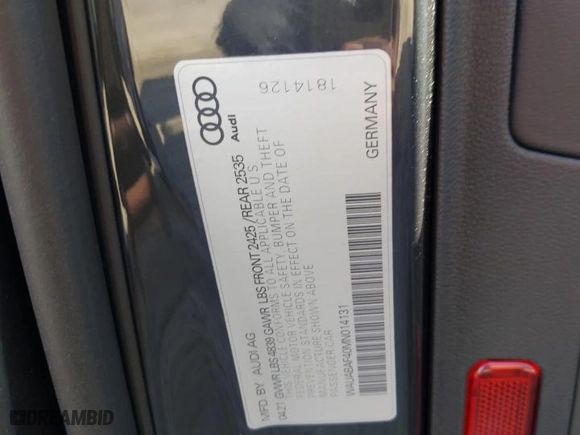 MFD. BY AUDI AG
0421 GVWR LBS 4839 GAWR LBS FRONT 2425 / REAR 2535
THIS VEHICLE CONFORMS TO ALL APPLICABLE U.S.
FEDERAL MOTOR VEHICLE SAFETY, BUMPER AND THEFT
PREVENTION STANDARDS IN EFFECT ON THE DATE OF
MANUFACTURE SHOWN ABOVE
PASSENGER CAR
WAUABAF40MN014131
GERMANY
Audi
1814126
© DREAMBID